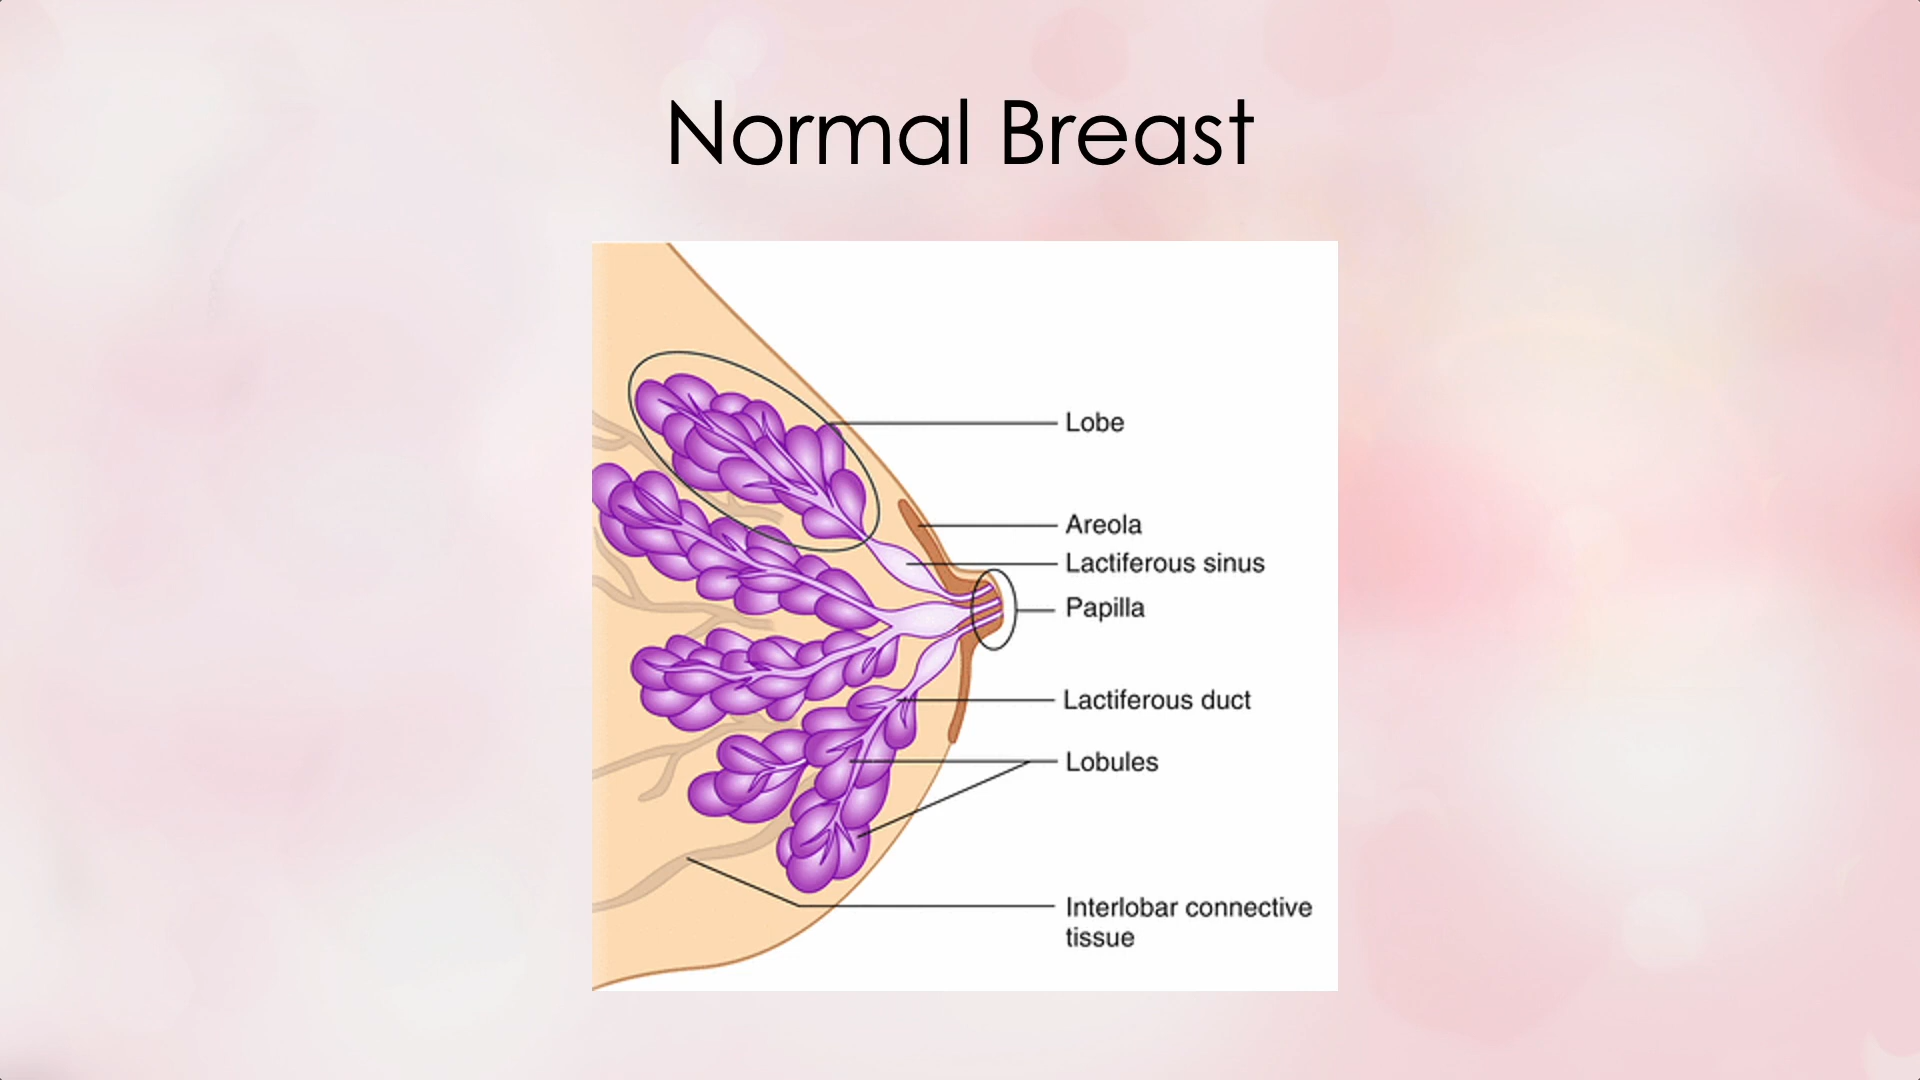 Normal Breast
Lobe
Areola
Lactiferous sinus
Papilla
Lactiferous duct
Lobules
Interlobar connective
tissue